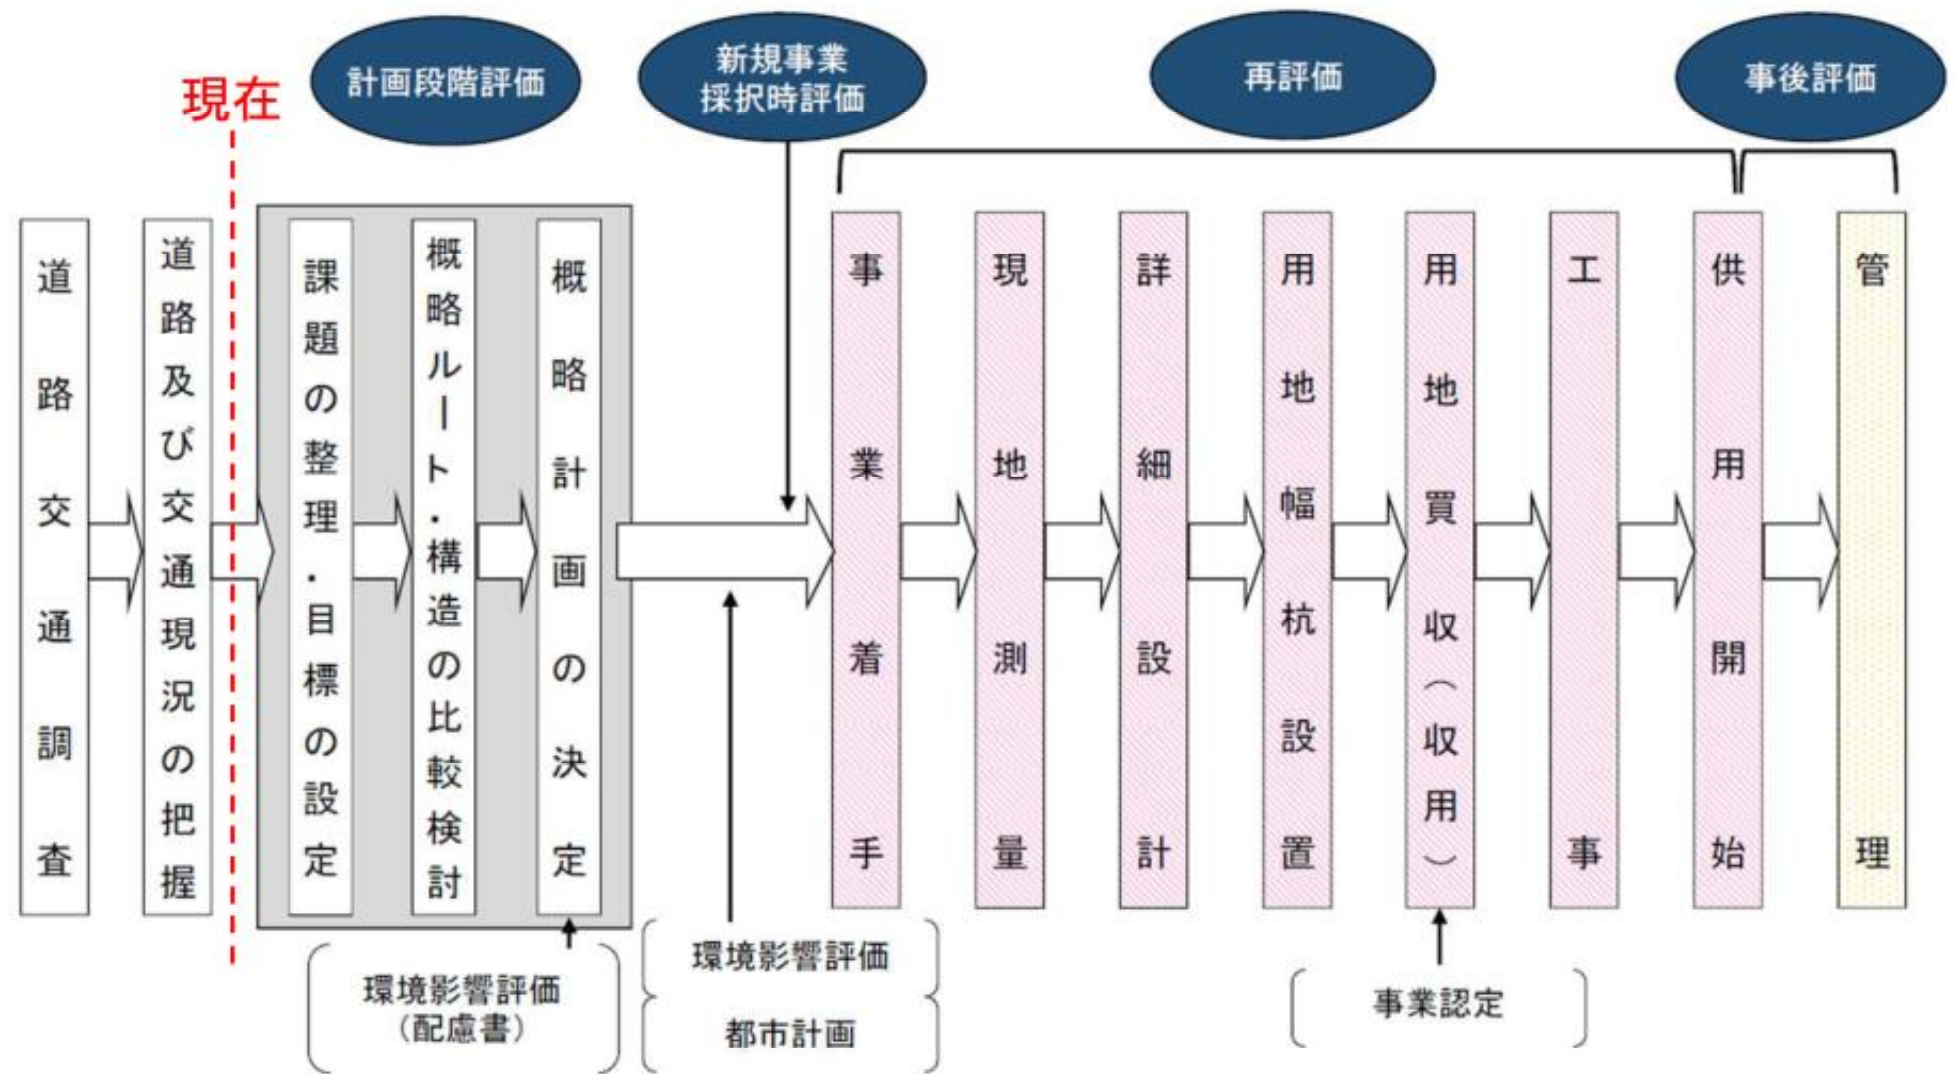 現在
計画段階評価
新規事業
採択時評価
再評価
事後評価
道路交通調査
道路及び交通現況の把握
課題の整理・目標の設定
概略ルート・構造の比較検討
概略計画の決定
事業着手
現地測量
詳細設計
用地幅杭設置
用地買収（収用）
工事
供用開始
管理
環境影響評価
（配慮書）
環境影響評価
都市計画
事業認定